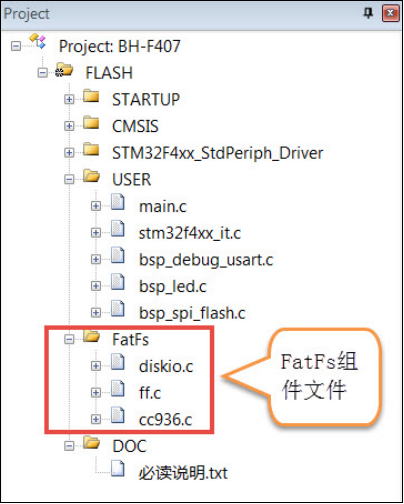 Project
Project: BH-F407
FLASH
STARTUP
CMSIS
STM32F4xx_StdPeriph_Driver
USER
main.c
stm32f4xx_it.c
bsp_debug_usart.c
bsp_led.c
bsp_spi_flash.c
FatFs
diskio.c
ff.c
cc936.c
FatFs组
件文件
DOC
必读说明.txt